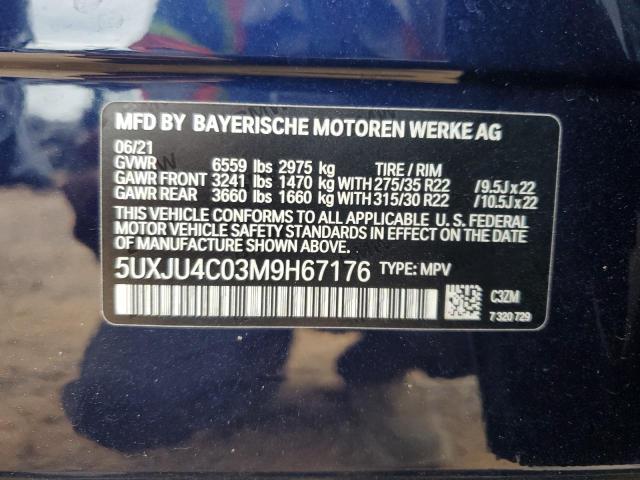 MFD BY BAYERISCHE MOTOREN WERKE AG
06/21
GVWR 6559 lbs 2975 kg TIRE / RIM
GAWR FRONT 3241 lbs 1470 kg WITH 275/35 R22 /9.5J x 22
GAWR REAR 3660 lbs 1660 kg WITH 315/30 R22 /10.5J x 22
THIS VEHICLE CONFORMS TO ALL APPLICABLE U. S. FEDERAL
MOTOR VEHICLE SAFETY STANDARDS IN EFFECT ON THE
DATE OF MANUFACTURE SHOWN ABOVE.
5UXJU4C03M9H67176 TYPE: MPV
C3ZM
7 320 729